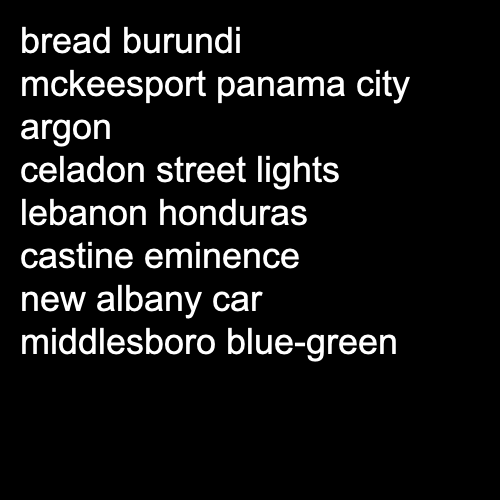 bread burundi
mckeesport panama city
argon
celadon street lights
lebanon honduras
castine eminence
new albany car
middlesboro blue-green